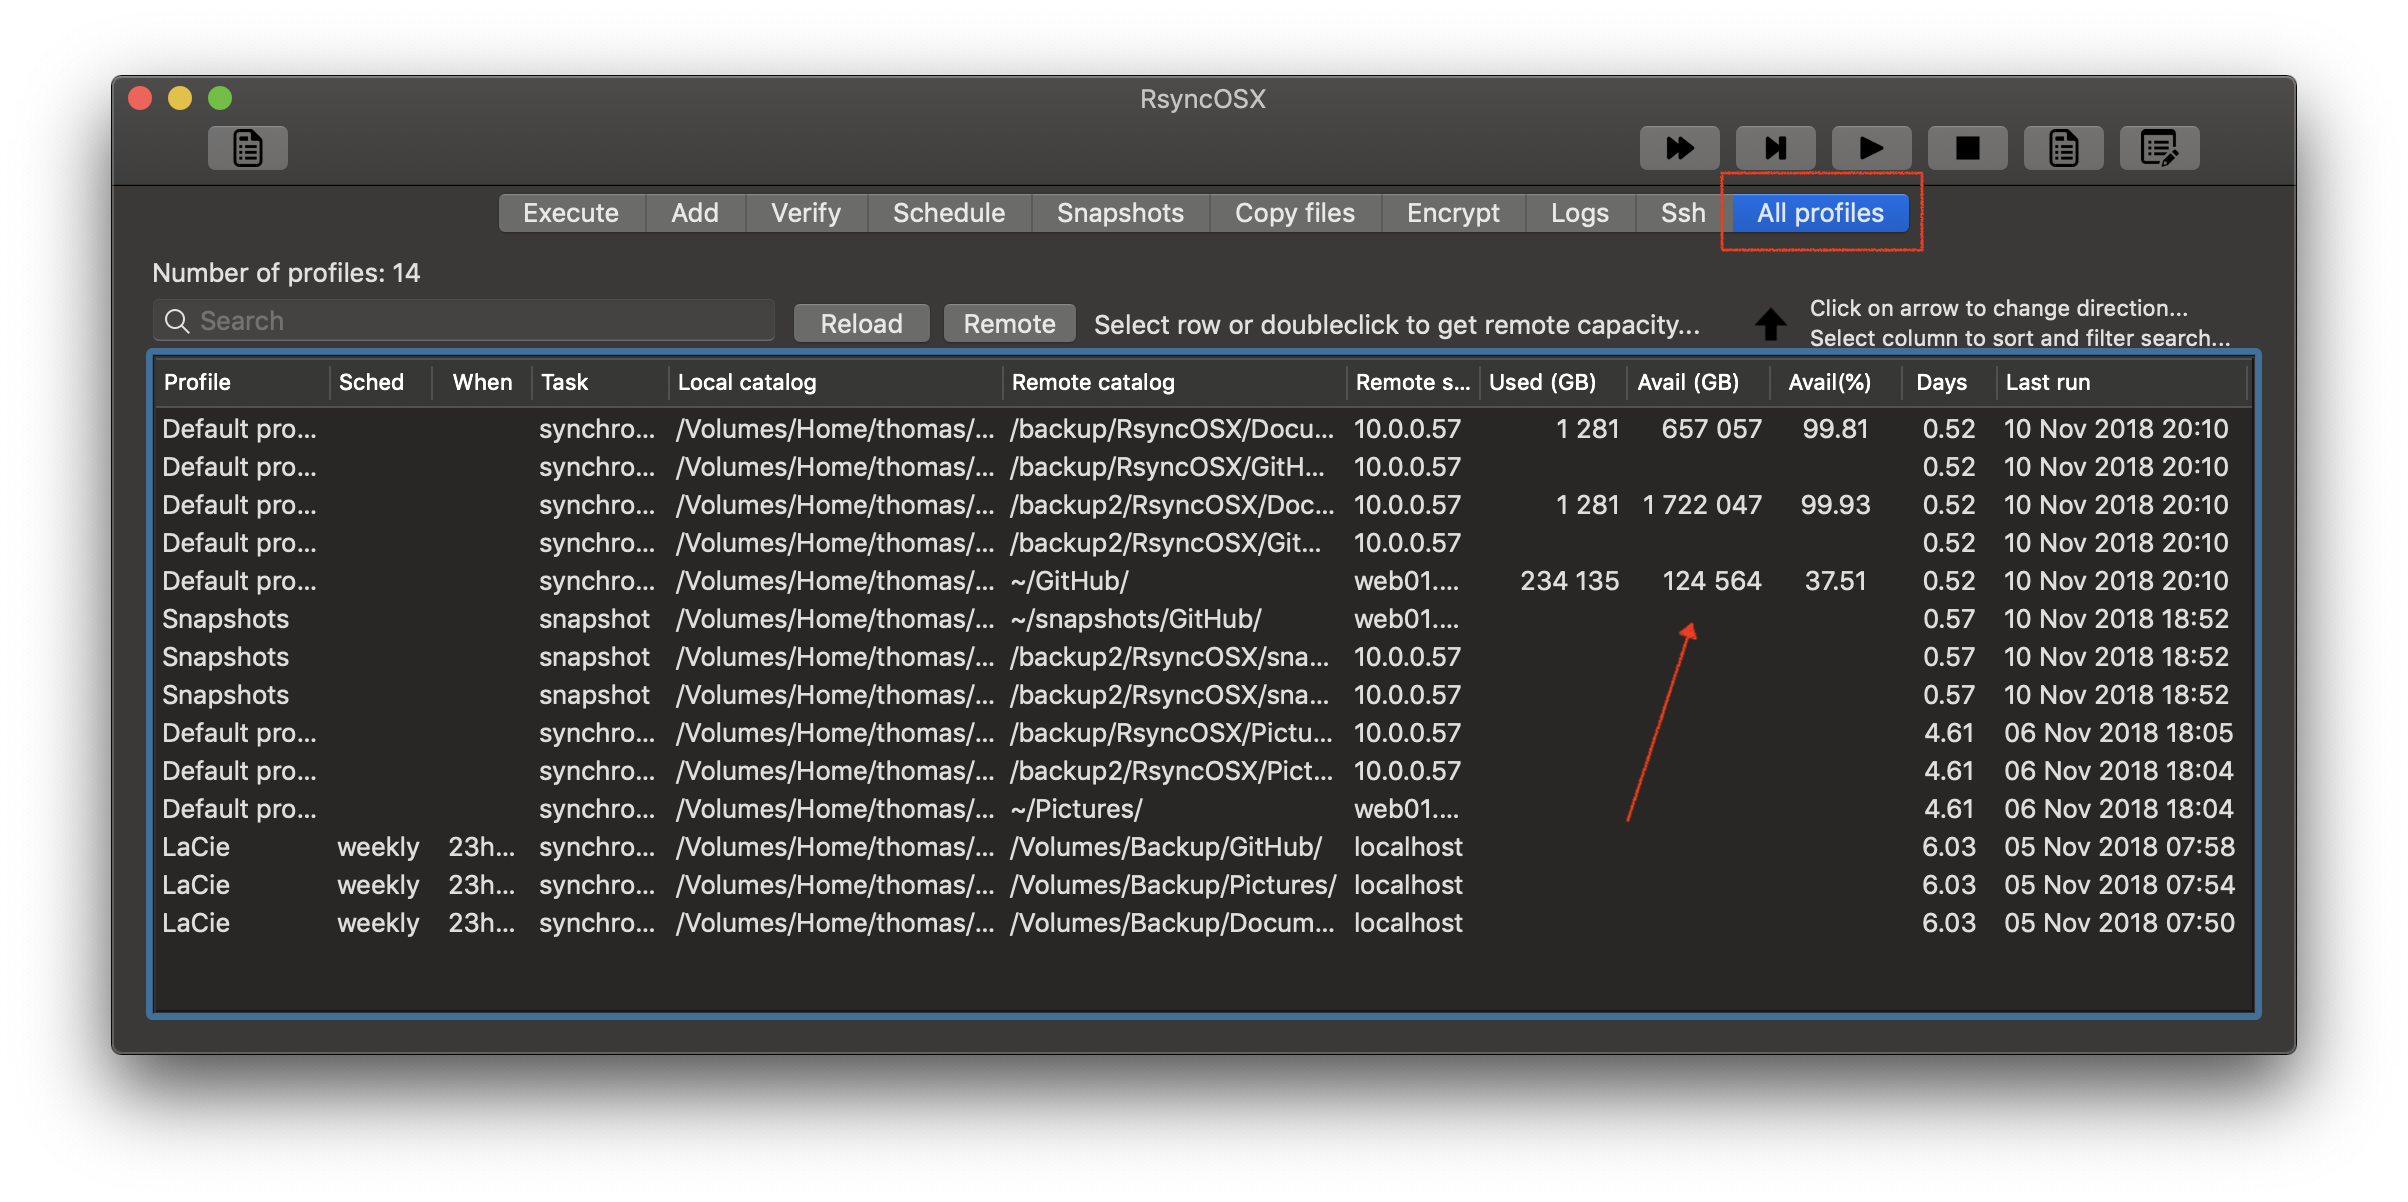 RsyncOSX
Execute Add Verify Schedule Snapshots Copy files Encrypt Logs Ssh All profiles
Number of profiles: 14
Search Reload Remote Select row or doubleclick to get remote capacity... Click on arrow to change direction...
Select column to sort and filter search...
Profile Sched When Task Local catalog Remote catalog Remote s... Used (GB) Avail (GB) Avail(%) Days Last run
Default pro... synchro... /Volumes/Home/thomas/... /backup/RsyncOSX/Docu... 10.0.0.57 1 281 657 057 99.81 0.52 10 Nov 2018 20:10
Default pro... synchro... /Volumes/Home/thomas/... /backup/RsyncOSX/GitH... 10.0.0.57 0.52 10 Nov 2018 20:10
Default pro... synchro... /Volumes/Home/thomas/... /backup2/RsyncOSX/Doc... 10.0.0.57 1 281 1 722 047 99.93 0.52 10 Nov 2018 20:10
Default pro... synchro... /Volumes/Home/thomas/... /backup2/RsyncOSX/Git... 10.0.0.57 0.52 10 Nov 2018 20:10
Default pro... synchro... /Volumes/Home/thomas/... ~/GitHub/ web01.... 234 135 124 564 37.51 0.52 10 Nov 2018 20:10
Snapshots snapshot /Volumes/Home/thomas/... ~/snapshots/GitHub/ web01.... 0.57 10 Nov 2018 18:52
Snapshots snapshot /Volumes/Home/thomas/... /backup2/RsyncOSX/sna... 10.0.0.57 0.57 10 Nov 2018 18:52
Snapshots snapshot /Volumes/Home/thomas/... /backup2/RsyncOSX/sna... 10.0.0.57 0.57 10 Nov 2018 18:52
Default pro... synchro... /Volumes/Home/thomas/... /backup/RsyncOSX/Pictu... 10.0.0.57 4.61 06 Nov 2018 18:05
Default pro... synchro... /Volumes/Home/thomas/... /backup2/RsyncOSX/Pict... 10.0.0.57 4.61 06 Nov 2018 18:04
Default pro... synchro... /Volumes/Home/thomas/... ~/Pictures/ web01.... 4.61 06 Nov 2018 18:04
LaCie weekly 23h... synchro... /Volumes/Home/thomas/... /Volumes/Backup/GitHub/ localhost 6.03 05 Nov 2018 07:58
LaCie weekly 23h... synchro... /Volumes/Home/thomas/... /Volumes/Backup/Pictures/ localhost 6.03 05 Nov 2018 07:54
LaCie weekly 23h... synchro... /Volumes/Home/thomas/... /Volumes/Backup/Docum... localhost 6.03 05 Nov 2018 07:50